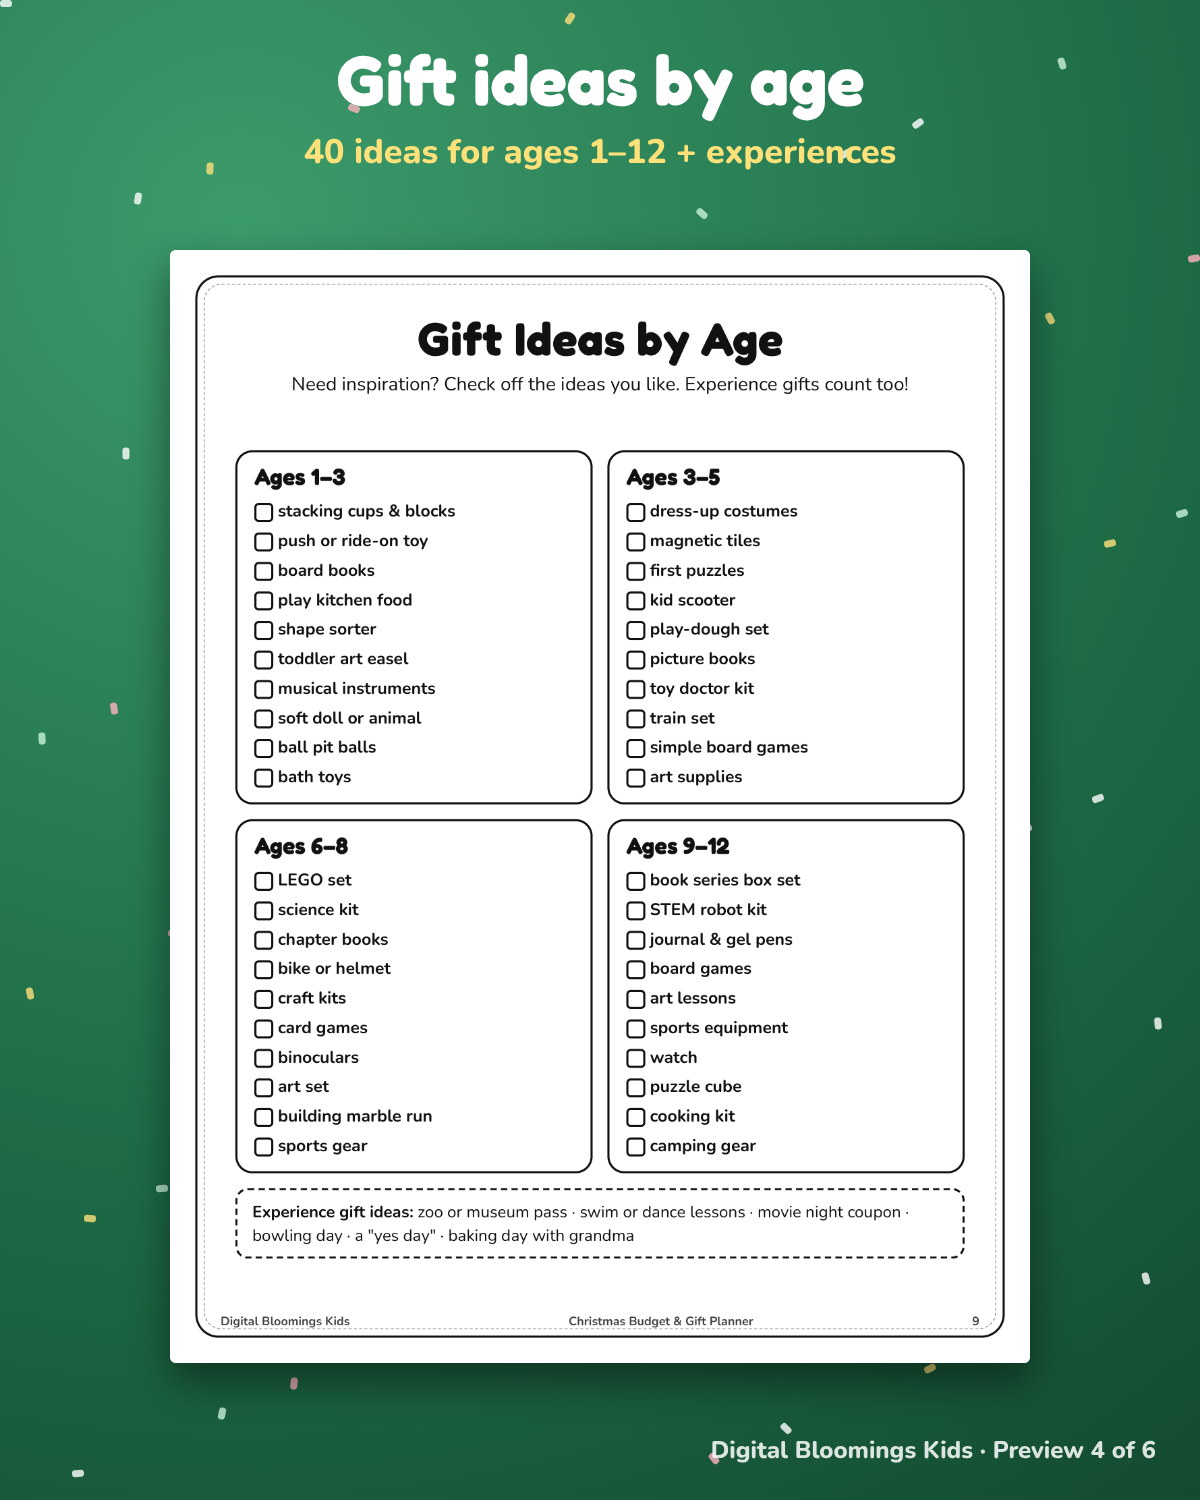 Gift ideas by age
40 ideas for ages 1–12 + experiences
Gift Ideas by Age
Need inspiration? Check off the ideas you like. Experience gifts count too!
Ages 1–3
stacking cups & blocks
push or ride-on toy
board books
play kitchen food
shape sorter
toddler art easel
musical instruments
soft doll or animal
ball pit balls
bath toys
Ages 3–5
dress-up costumes
magnetic tiles
first puzzles
kid scooter
play-dough set
picture books
toy doctor kit
train set
simple board games
art supplies
Ages 6–8
LEGO set
science kit
chapter books
bike or helmet
craft kits
card games
binoculars
art set
building marble run
sports gear
Ages 9–12
book series box set
STEM robot kit
journal & gel pens
board games
art lessons
sports equipment
watch
puzzle cube
cooking kit
camping gear
Experience gift ideas: zoo or museum pass · swim or dance lessons · movie night coupon ·
bowling day · a "yes day" · baking day with grandma
Digital Bloomings Kids
Christmas Budget & Gift Planner
9
Digital Bloomings Kids · Preview 4 of 6